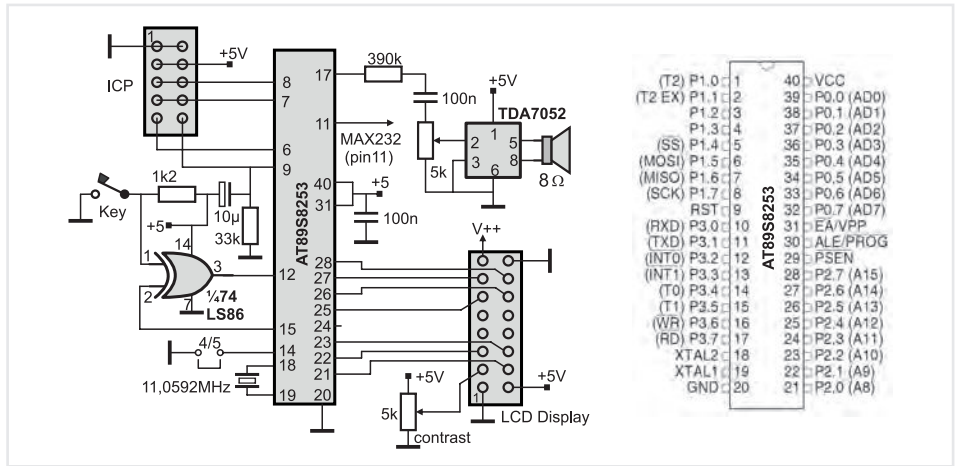 1
+5V
ICP
8
7
6
9
17
390k
100n
11
MAX232
(pin11)
5k
+5V
TDA7052
1
2
3
5
8
6
8 Ω
1k2
Key
+5
10µ
33k
14
1
2
3
7
¼74
LS86
12
15
4/5
14
18
11,0592MHz
19
20
AT89S8253
40
31
+5
100n
28
27
26
25
24
23
22
21
V++
+5V
5k
contrast
1
+5V
LCD Display
(T2) P1.0 1
(T2 EX) P1.1 2
P1.2 3
P1.3 4
(SS) P1.4 5
(MOSI) P1.5 6
(MISO) P1.6 7
(SCK) P1.7 8
RST 9
(RXD) P3.0 10
(TXD) P3.1 11
(INT0) P3.2 12
(INT1) P3.3 13
(T0) P3.4 14
(T1) P3.5 15
(WR) P3.6 16
(RD) P3.7 17
XTAL2 18
XTAL1 19
GND 20
AT89S8253
40 VCC
39 P0.0 (AD0)
38 P0.1 (AD1)
37 P0.2 (AD2)
36 P0.3 (AD3)
35 P0.4 (AD4)
34 P0.5 (AD5)
33 P0.6 (AD6)
32 P0.7 (AD7)
31 EA/VPP
30 ALE/PROG
29 PSEN
28 P2.7 (A15)
27 P2.6 (A14)
26 P2.5 (A13)
25 P2.4 (A12)
24 P2.3 (A11)
23 P2.2 (A10)
22 P2.1 (A9)
21 P2.0 (A8)